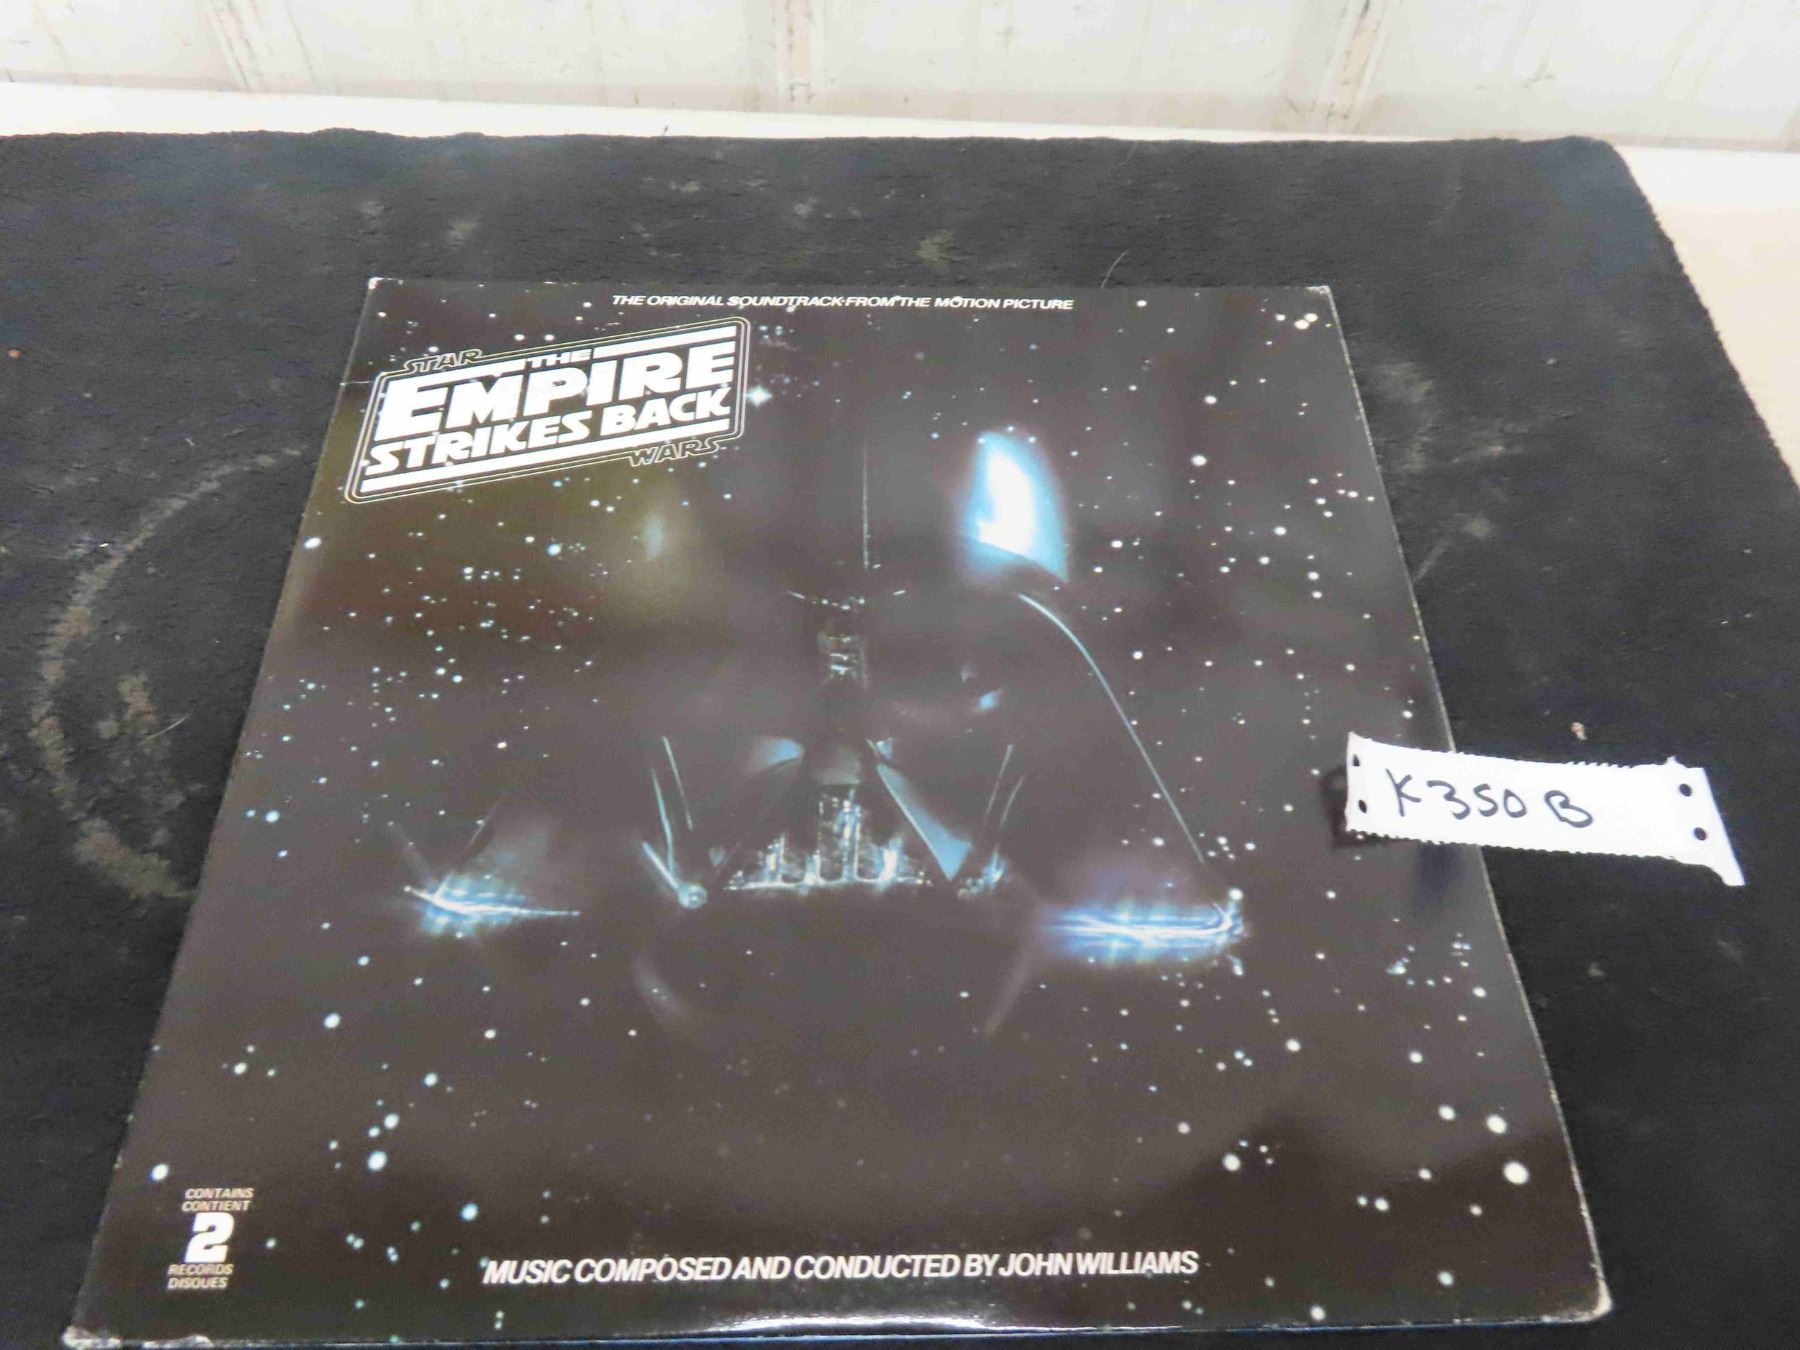 THE ORIGINAL SOUNDTRACK FROM THE MOTION PICTURE
STAR
THE
EMPIRE
STRIKES BACK
WARS
K350B
CONTAINS
CONTIENT
2
RECORDS
DISQUES
MUSIC COMPOSED AND CONDUCTED BY JOHN WILLIAMS